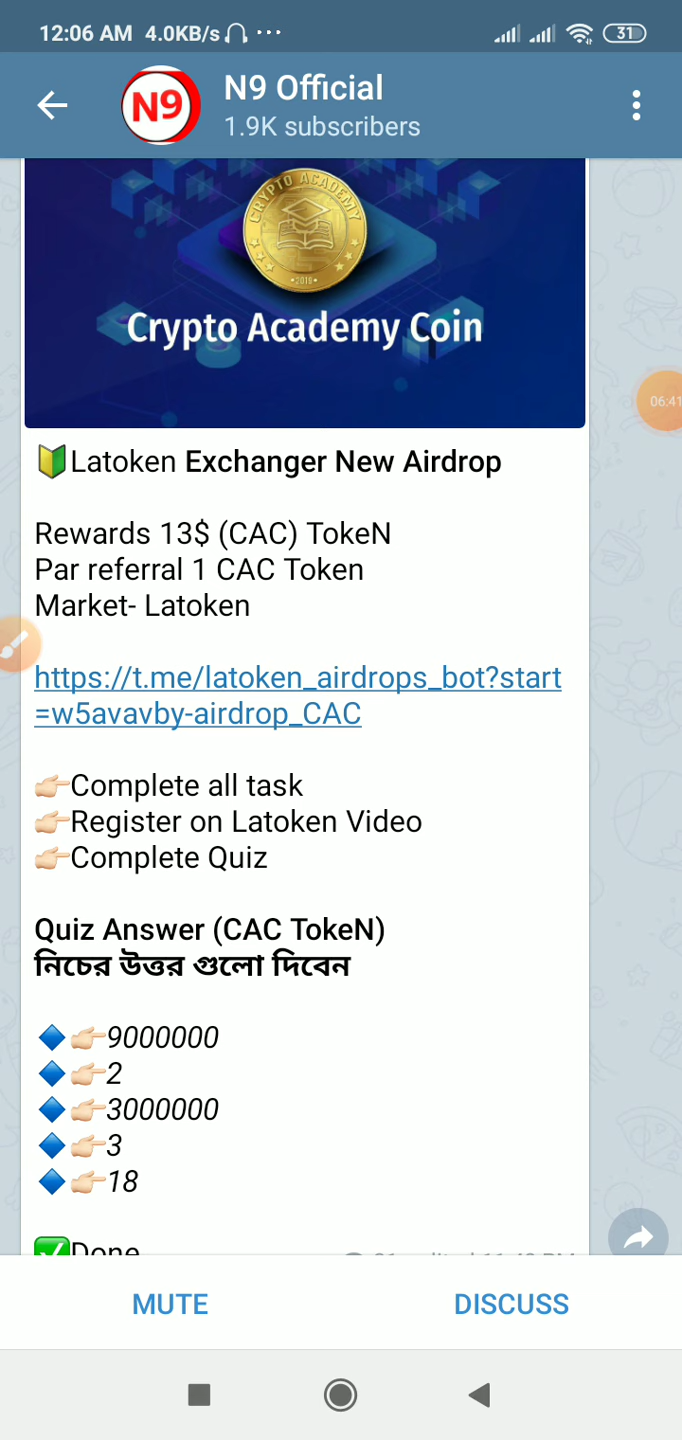 12:06 AM 4.0KB/s
31
N9
N9 Official
1.9K subscribers
CRYPTO ACADEMY
2019
Crypto Academy Coin
06:41
Latoken Exchanger New Airdrop
Rewards 13$ (CAC) TokeN
Par referral 1 CAC Token
Market- Latoken
https://t.me/latoken_airdrops_bot?start
=w5avavby-airdrop_CAC
👉🏻Complete all task
👉🏻Register on Latoken Video
👉🏻Complete Quiz
Quiz Answer (CAC TokeN)
নিচের উত্তর গুলো দিবেন
🔷👉🏻9000000
🔷👉🏻2
🔷👉🏻3000000
🔷👉🏻3
🔷👉🏻18
✅Done
MUTE
DISCUSS